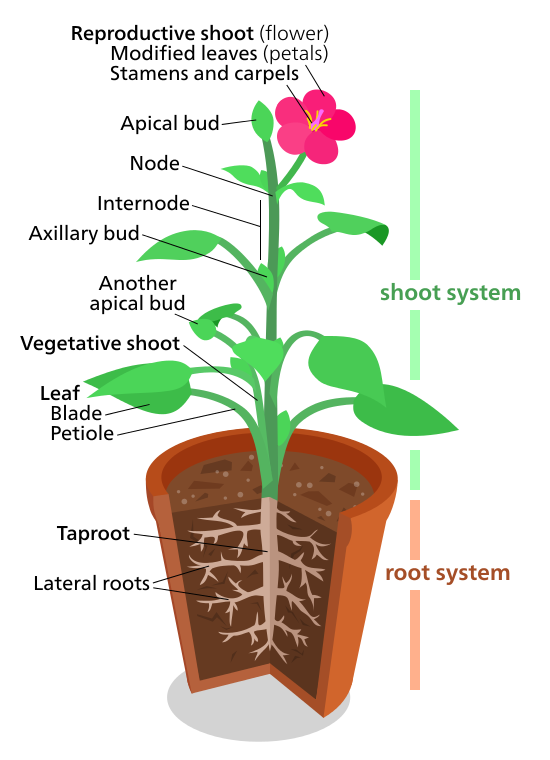 Reproductive shoot (flower)
Modified leaves (petals)
Stamens and carpels
Apical bud
Node
Internode
Axillary bud
Another
apical bud
shoot system
Vegetative shoot
Leaf
Blade
Petiole
Taproot
Lateral roots
root system